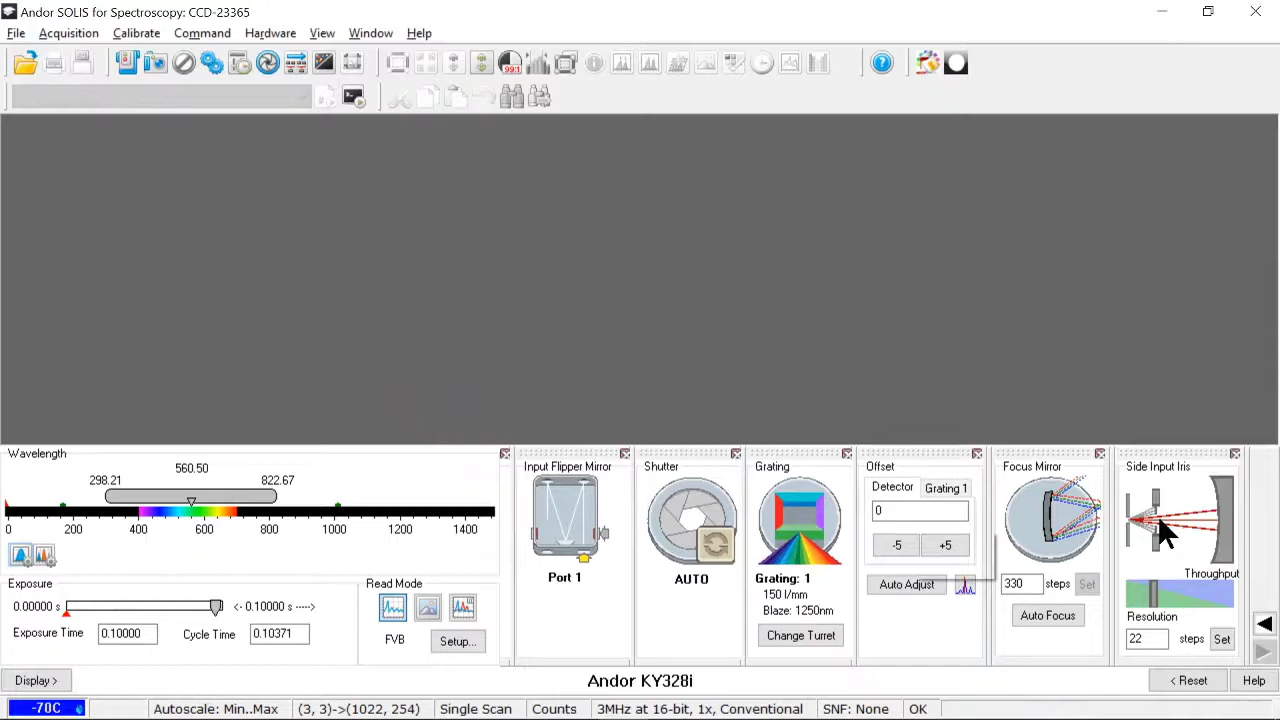 Andor SOLIS for Spectroscopy: CCD-23365
File Acquisition Calibrate Command Hardware View Window Help
99:1
Wavelength
560.50
298.21 822.67
0 200 400 600 800 1000 1200 1400
Exposure
0.00000 s <- 0.10000 s ---->
Exposure Time 0.10000 Cycle Time 0.10371
Read Mode
FVB Setup...
Input Flipper Mirror
Port 1
Shutter
AUTO
Grating
Grating: 1
150 l/mm
Blaze: 1250nm
Change Turret
Offset
Detector Grating 1
0
-5 +5
Auto Adjust
Focus Mirror
330 steps Set
Auto Focus
Side Input Iris
Throughput
Resolution
22 steps Set
Display > Andor KY328i < Reset Help
-70C Autoscale: Min..Max (3, 3)->(1022, 254) Single Scan Counts 3MHz at 16-bit, 1x, Conventional SNF: None OK